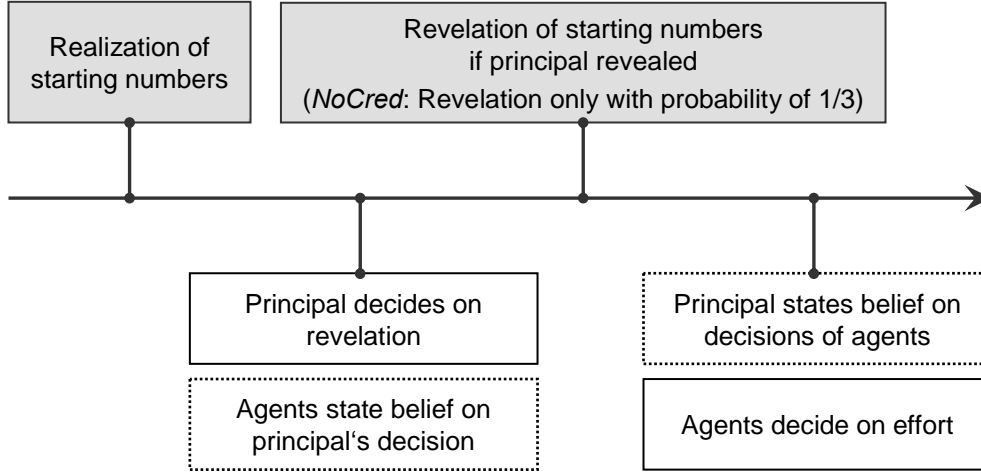 Realization of
starting numbers
Revelation of starting numbers
if principal revealed
(NoCred: Revelation only with probability of 1/3)
Principal decides on
revelation
Agents state belief on
principal‘s decision
Principal states belief on
decisions of agents
Agents decide on effort